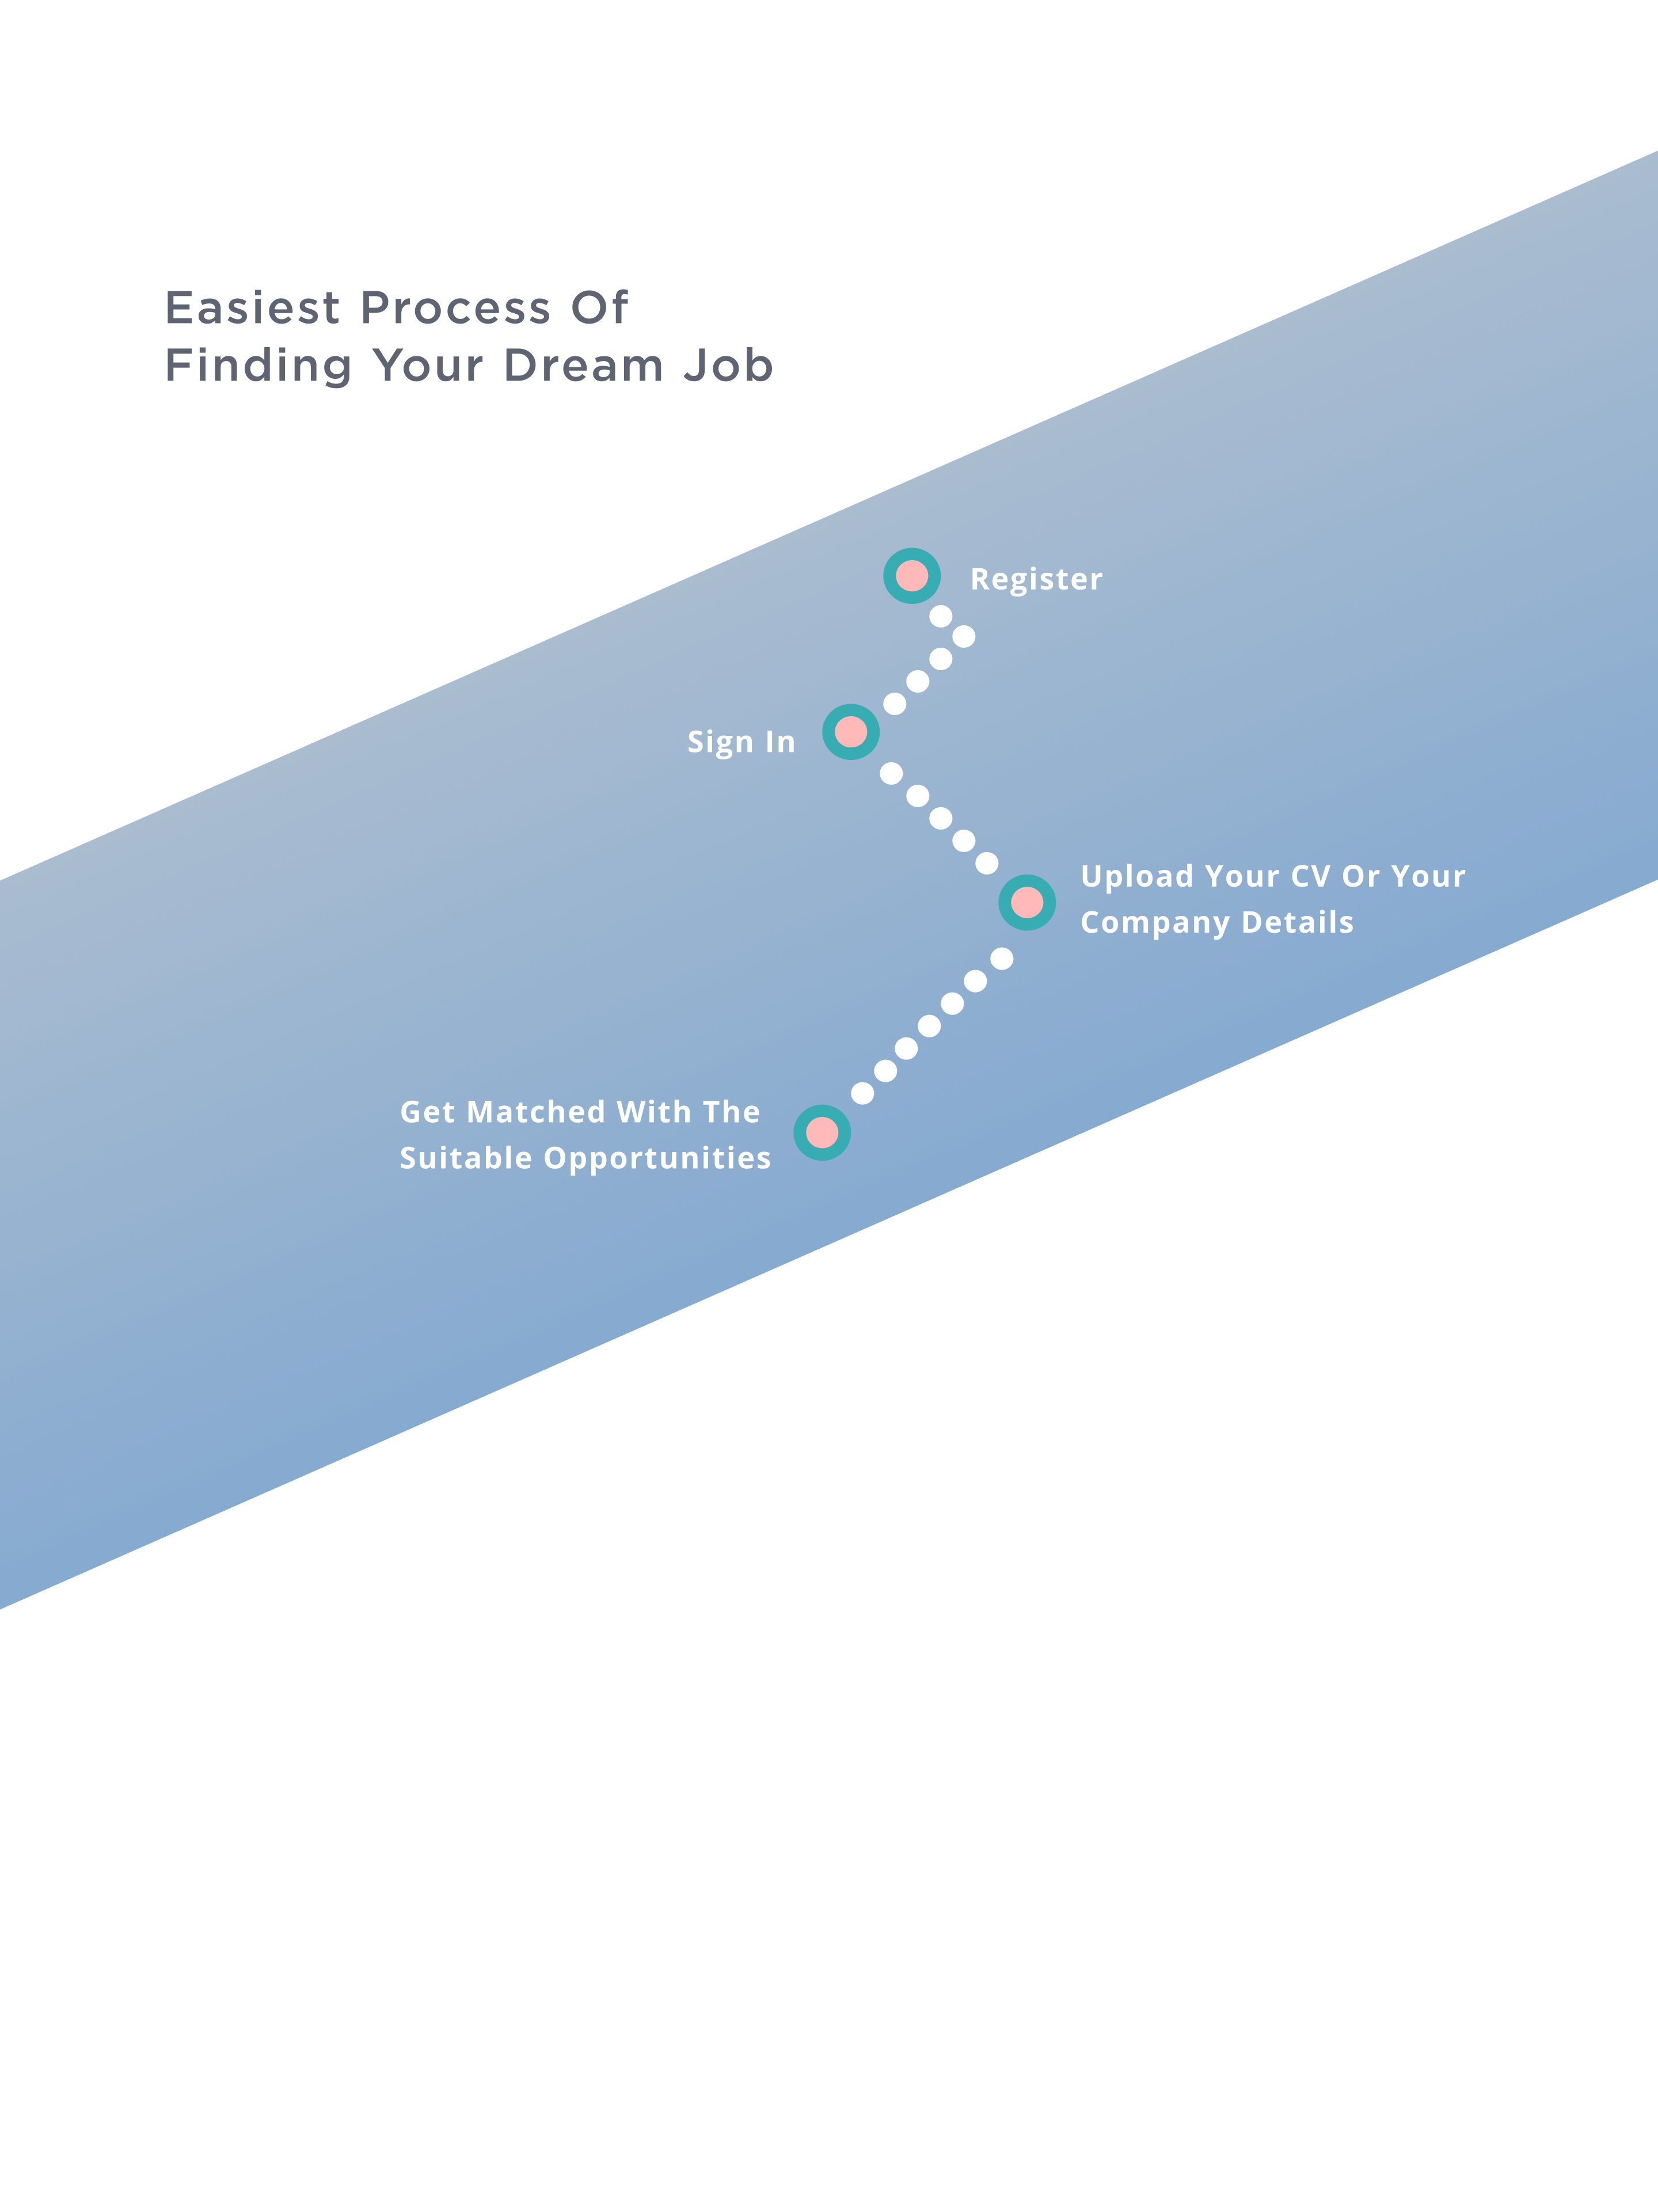 Easiest Process Of
Finding Your Dream Job
Register
Sign In
Upload Your CV Or Your
Company Details
Get Matched With The
Suitable Opportunities